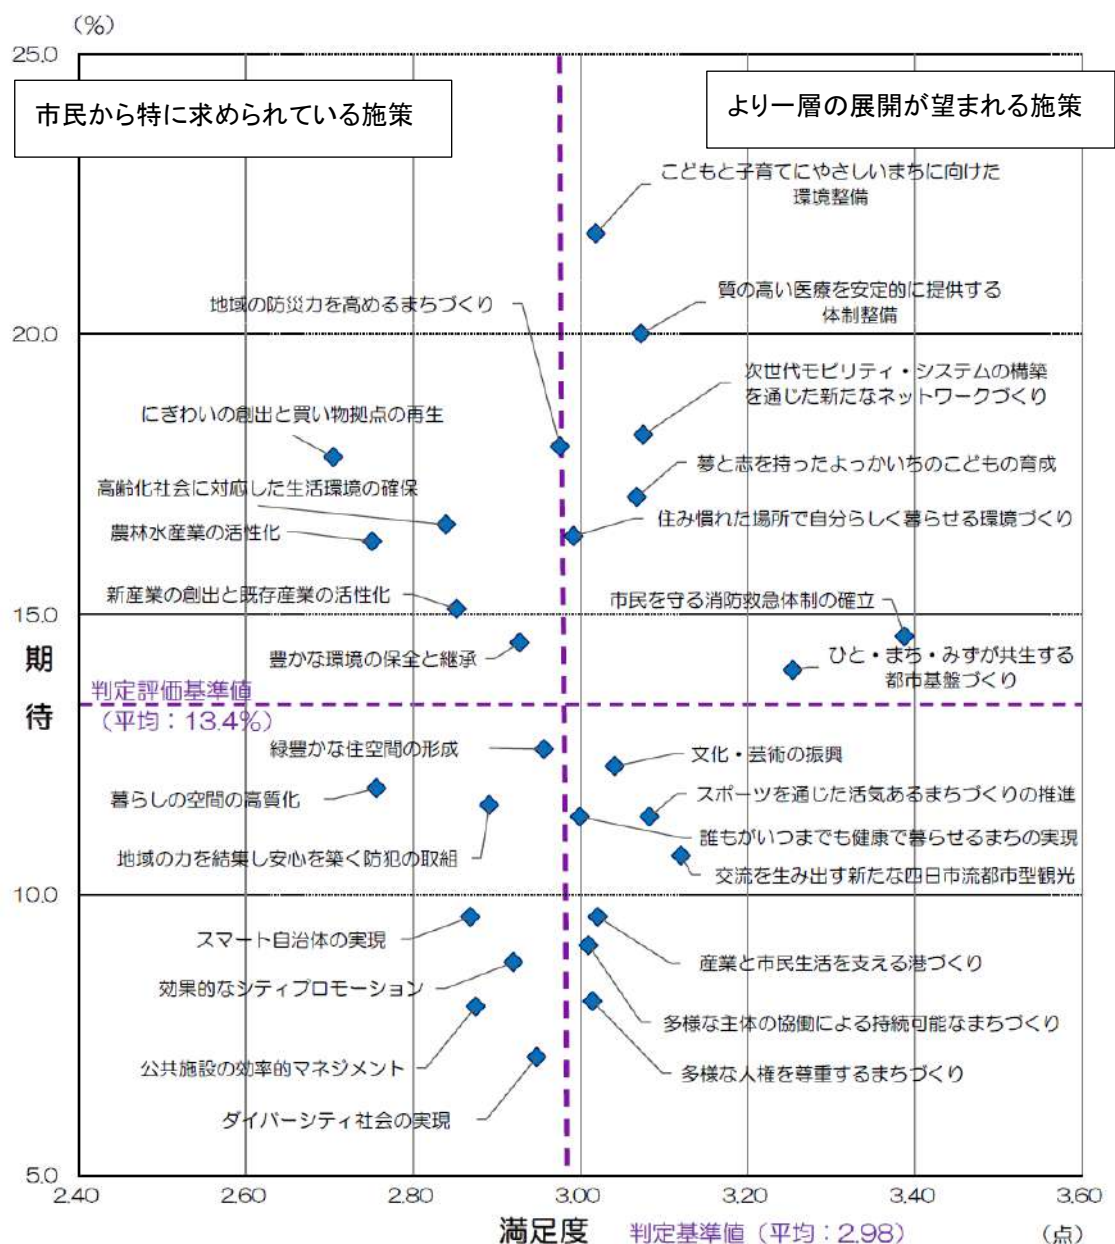 （%）
25.0
市民から特に求められている施策
より一層の展開が望まれる施策
こどもと子育てにやさしいまちに向けた
環境整備
地域の防災力を高めるまちづくり
質の高い医療を安定的に提供する
体制整備
20.0
次世代モビリティ・システムの構築
を通じた新たなネットワークづくり
にぎわいの創出と買い物拠点の再生
夢と志を持ったよっかいちのこどもの育成
高齢化社会に対応した生活環境の確保
住み慣れた場所で自分らしく暮らせる環境づくり
農林水産業の活性化
新産業の創出と既存産業の活性化
市民を守る消防救急体制の確立
15.0
豊かな環境の保全と継承
ひと・まち・みずが共生する
都市基盤づくり
期待
判定評価基準値
（平均：13.4%）
緑豊かな住空間の形成
文化・芸術の振興
暮らしの空間の高質化
スポーツを通じた活気あるまちづくりの推進
誰もがいつまでも健康で暮らせるまちの実現
地域の力を結集し安心を築く防犯の取組
交流を生み出す新たな四日市流都市型観光
10.0
スマート自治体の実現
産業と市民生活を支える港づくり
効果的なシティプロモーション
多様な主体の協働による持続可能なまちづくり
公共施設の効率的マネジメント
多様な人権を尊重するまちづくり
ダイバーシティ社会の実現
5.0
2.40 2.60 2.80 3.00 3.20 3.40 3.60
満足度 判定基準値（平均：2.98） （点）